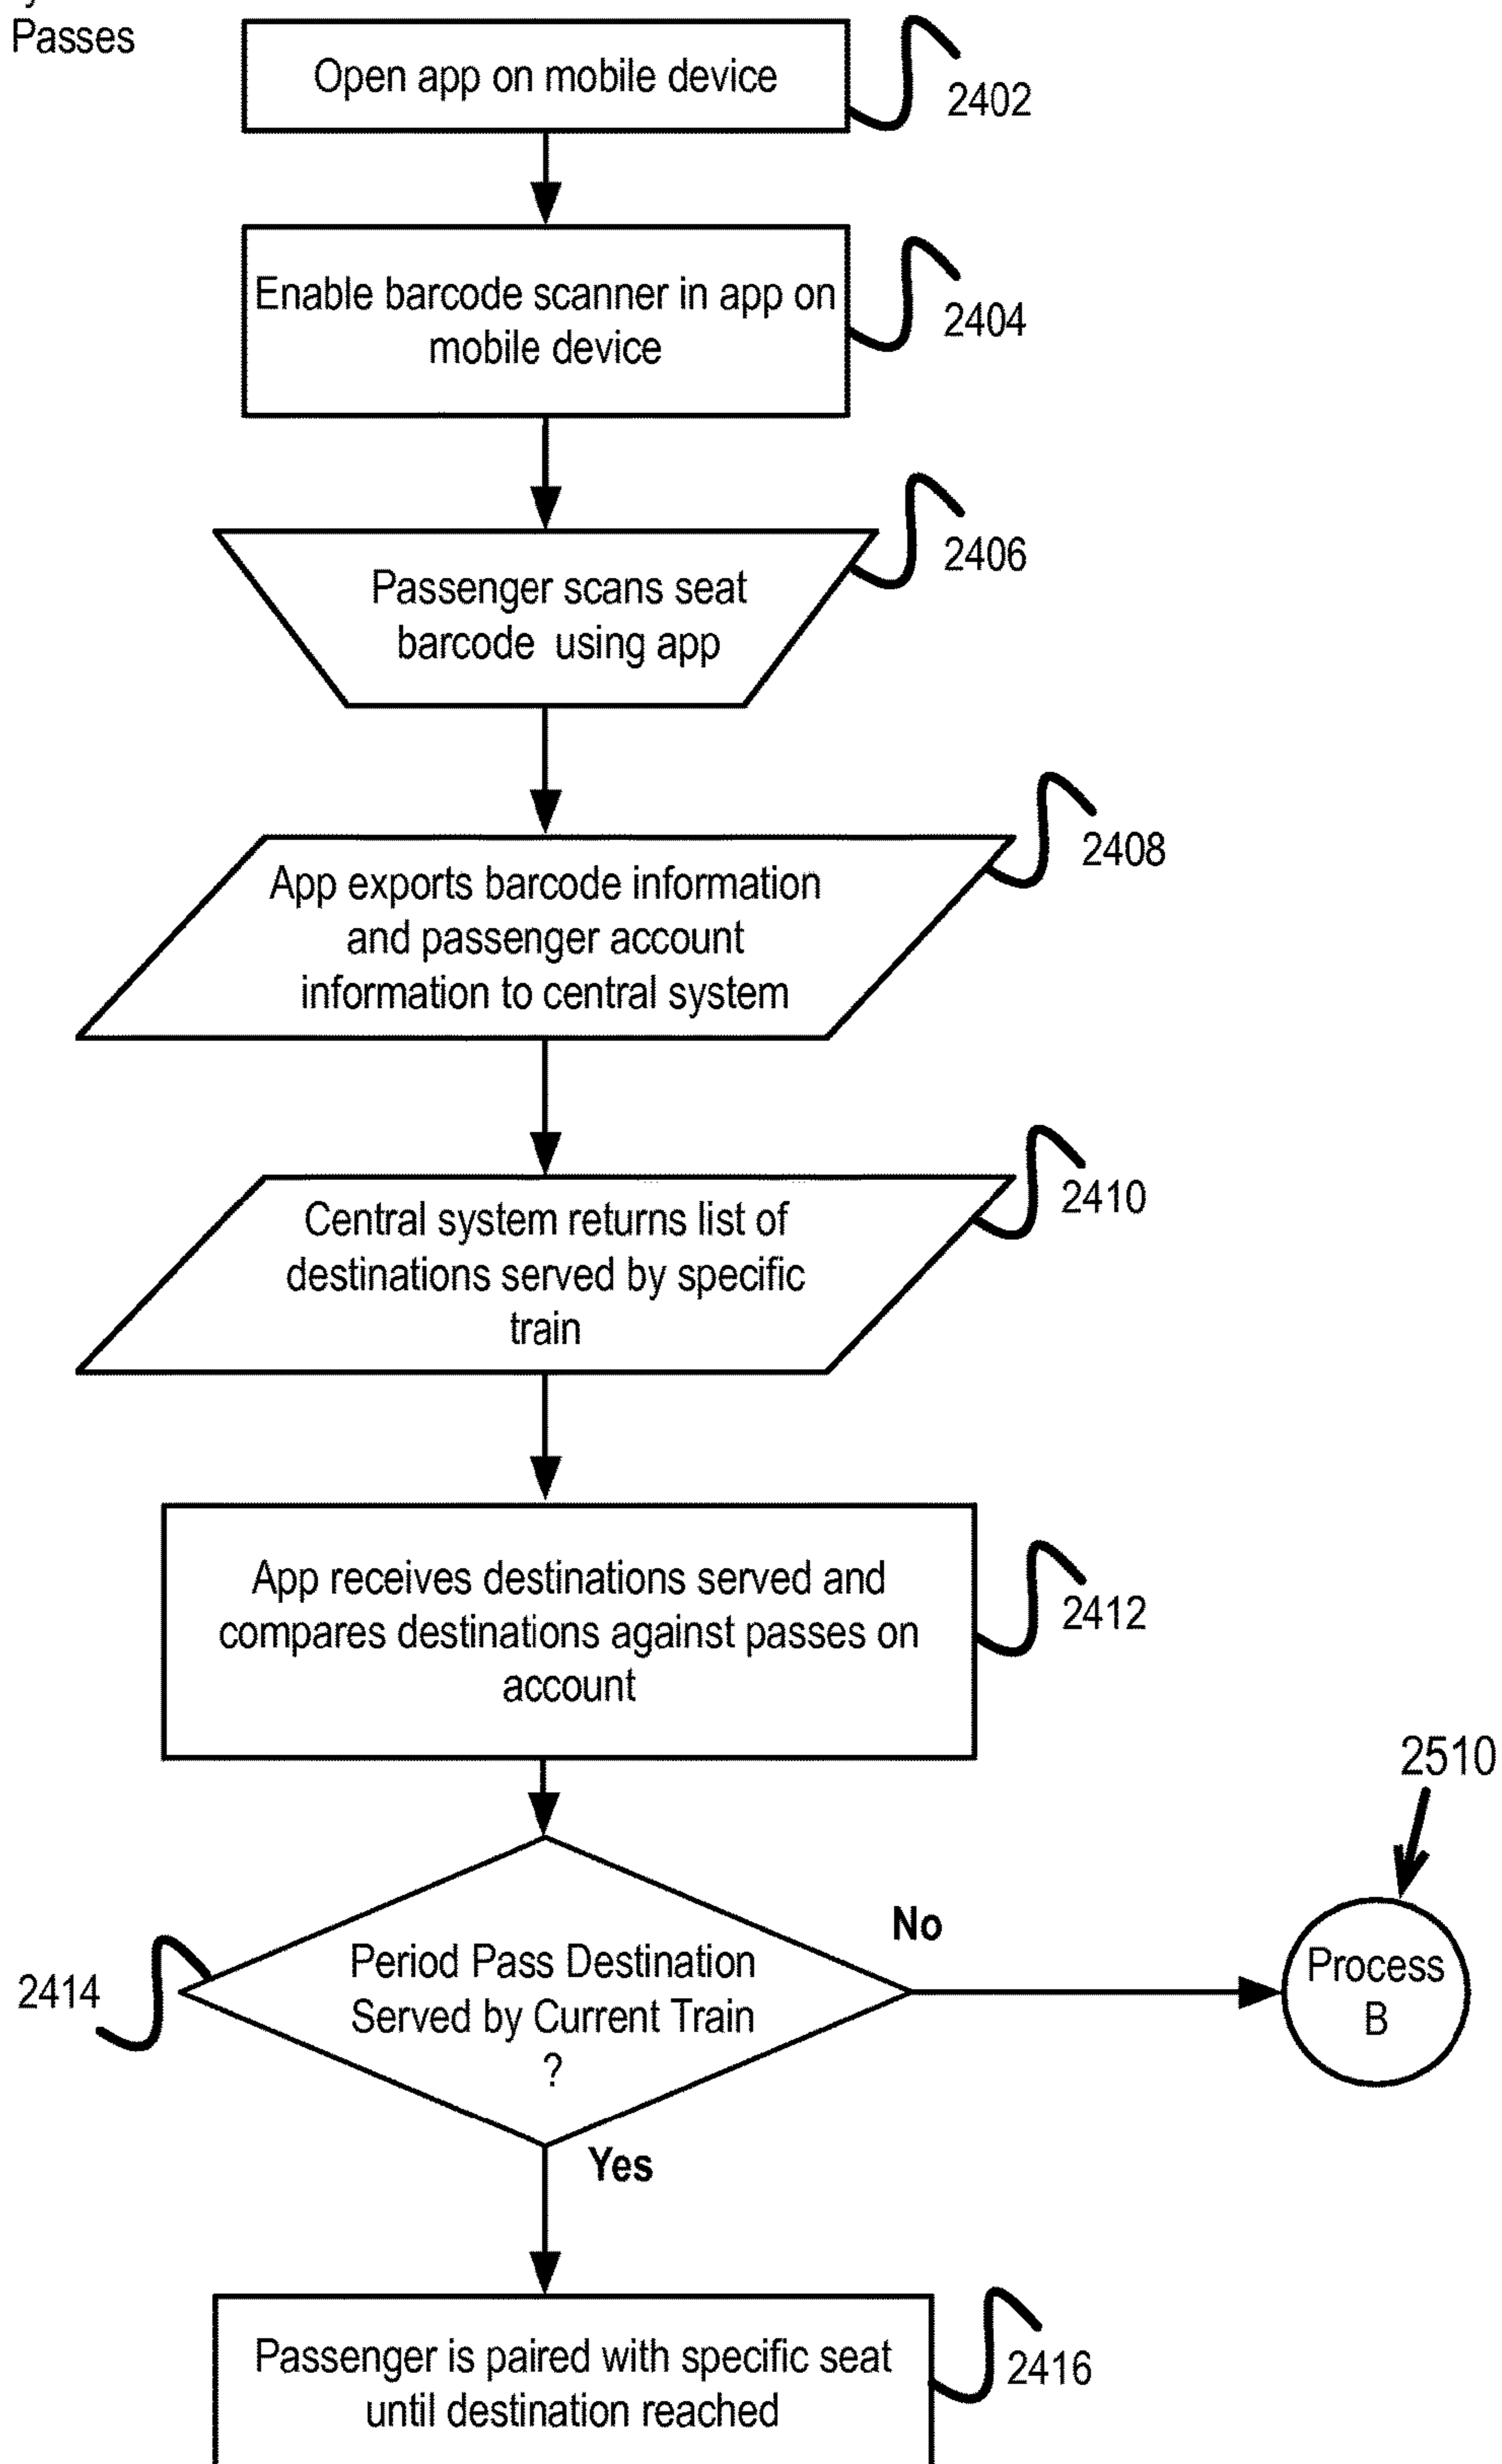 Passes
Open app on mobile device
2402
Enable barcode scanner in app on
mobile device
2404
Passenger scans seat
barcode using app
2406
App exports barcode information
and passenger account
information to central system
2408
Central system returns list of
destinations served by specific
train
2410
App receives destinations served and
compares destinations against passes on
account
2412
2510
Period Pass Destination
Served by Current Train
?
2414
No
Process
B
Yes
Passenger is paired with specific seat
until destination reached
2416